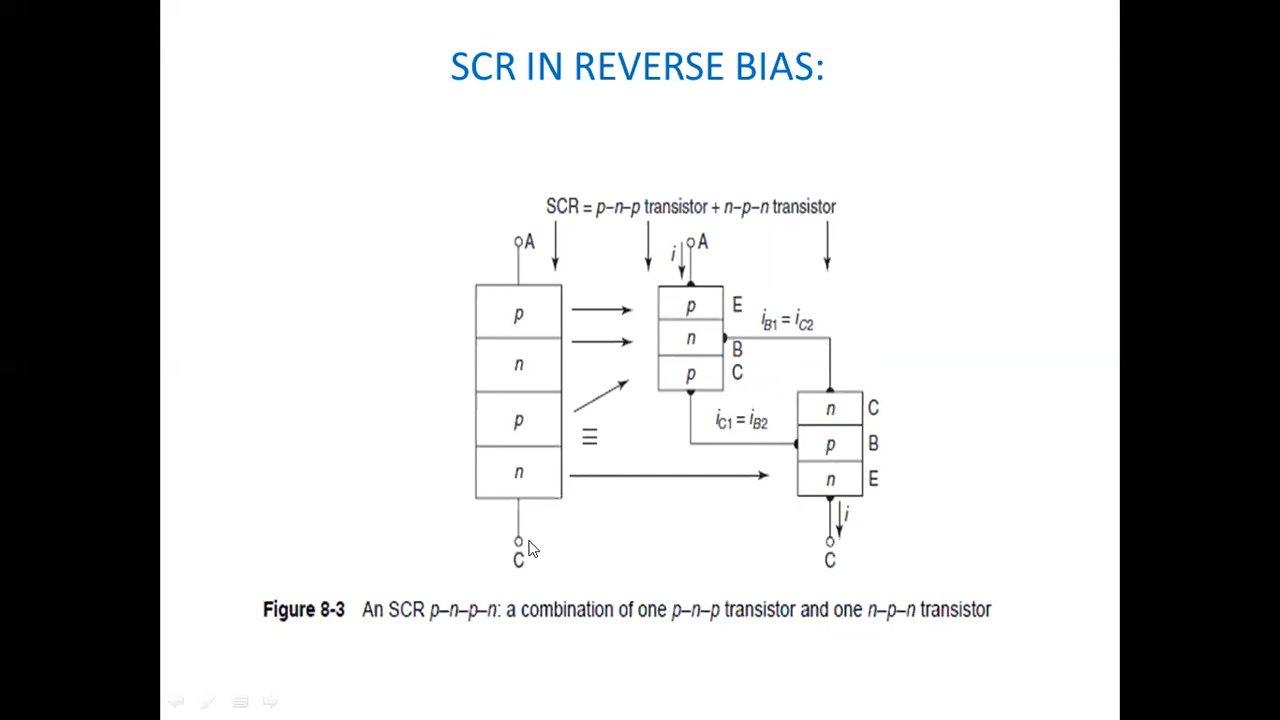 SCR IN REVERSE BIAS:
SCR = p–n–p transistor + n–p–n transistor
A
i
A
p
n
p
n
C
p
E
n
B
p
C
iB1 = iC2
iC1 = iB2
n
C
p
B
n
E
i
C
Figure 8-3 An SCR p–n–p–n: a combination of one p–n–p transistor and one n–p–n transistor